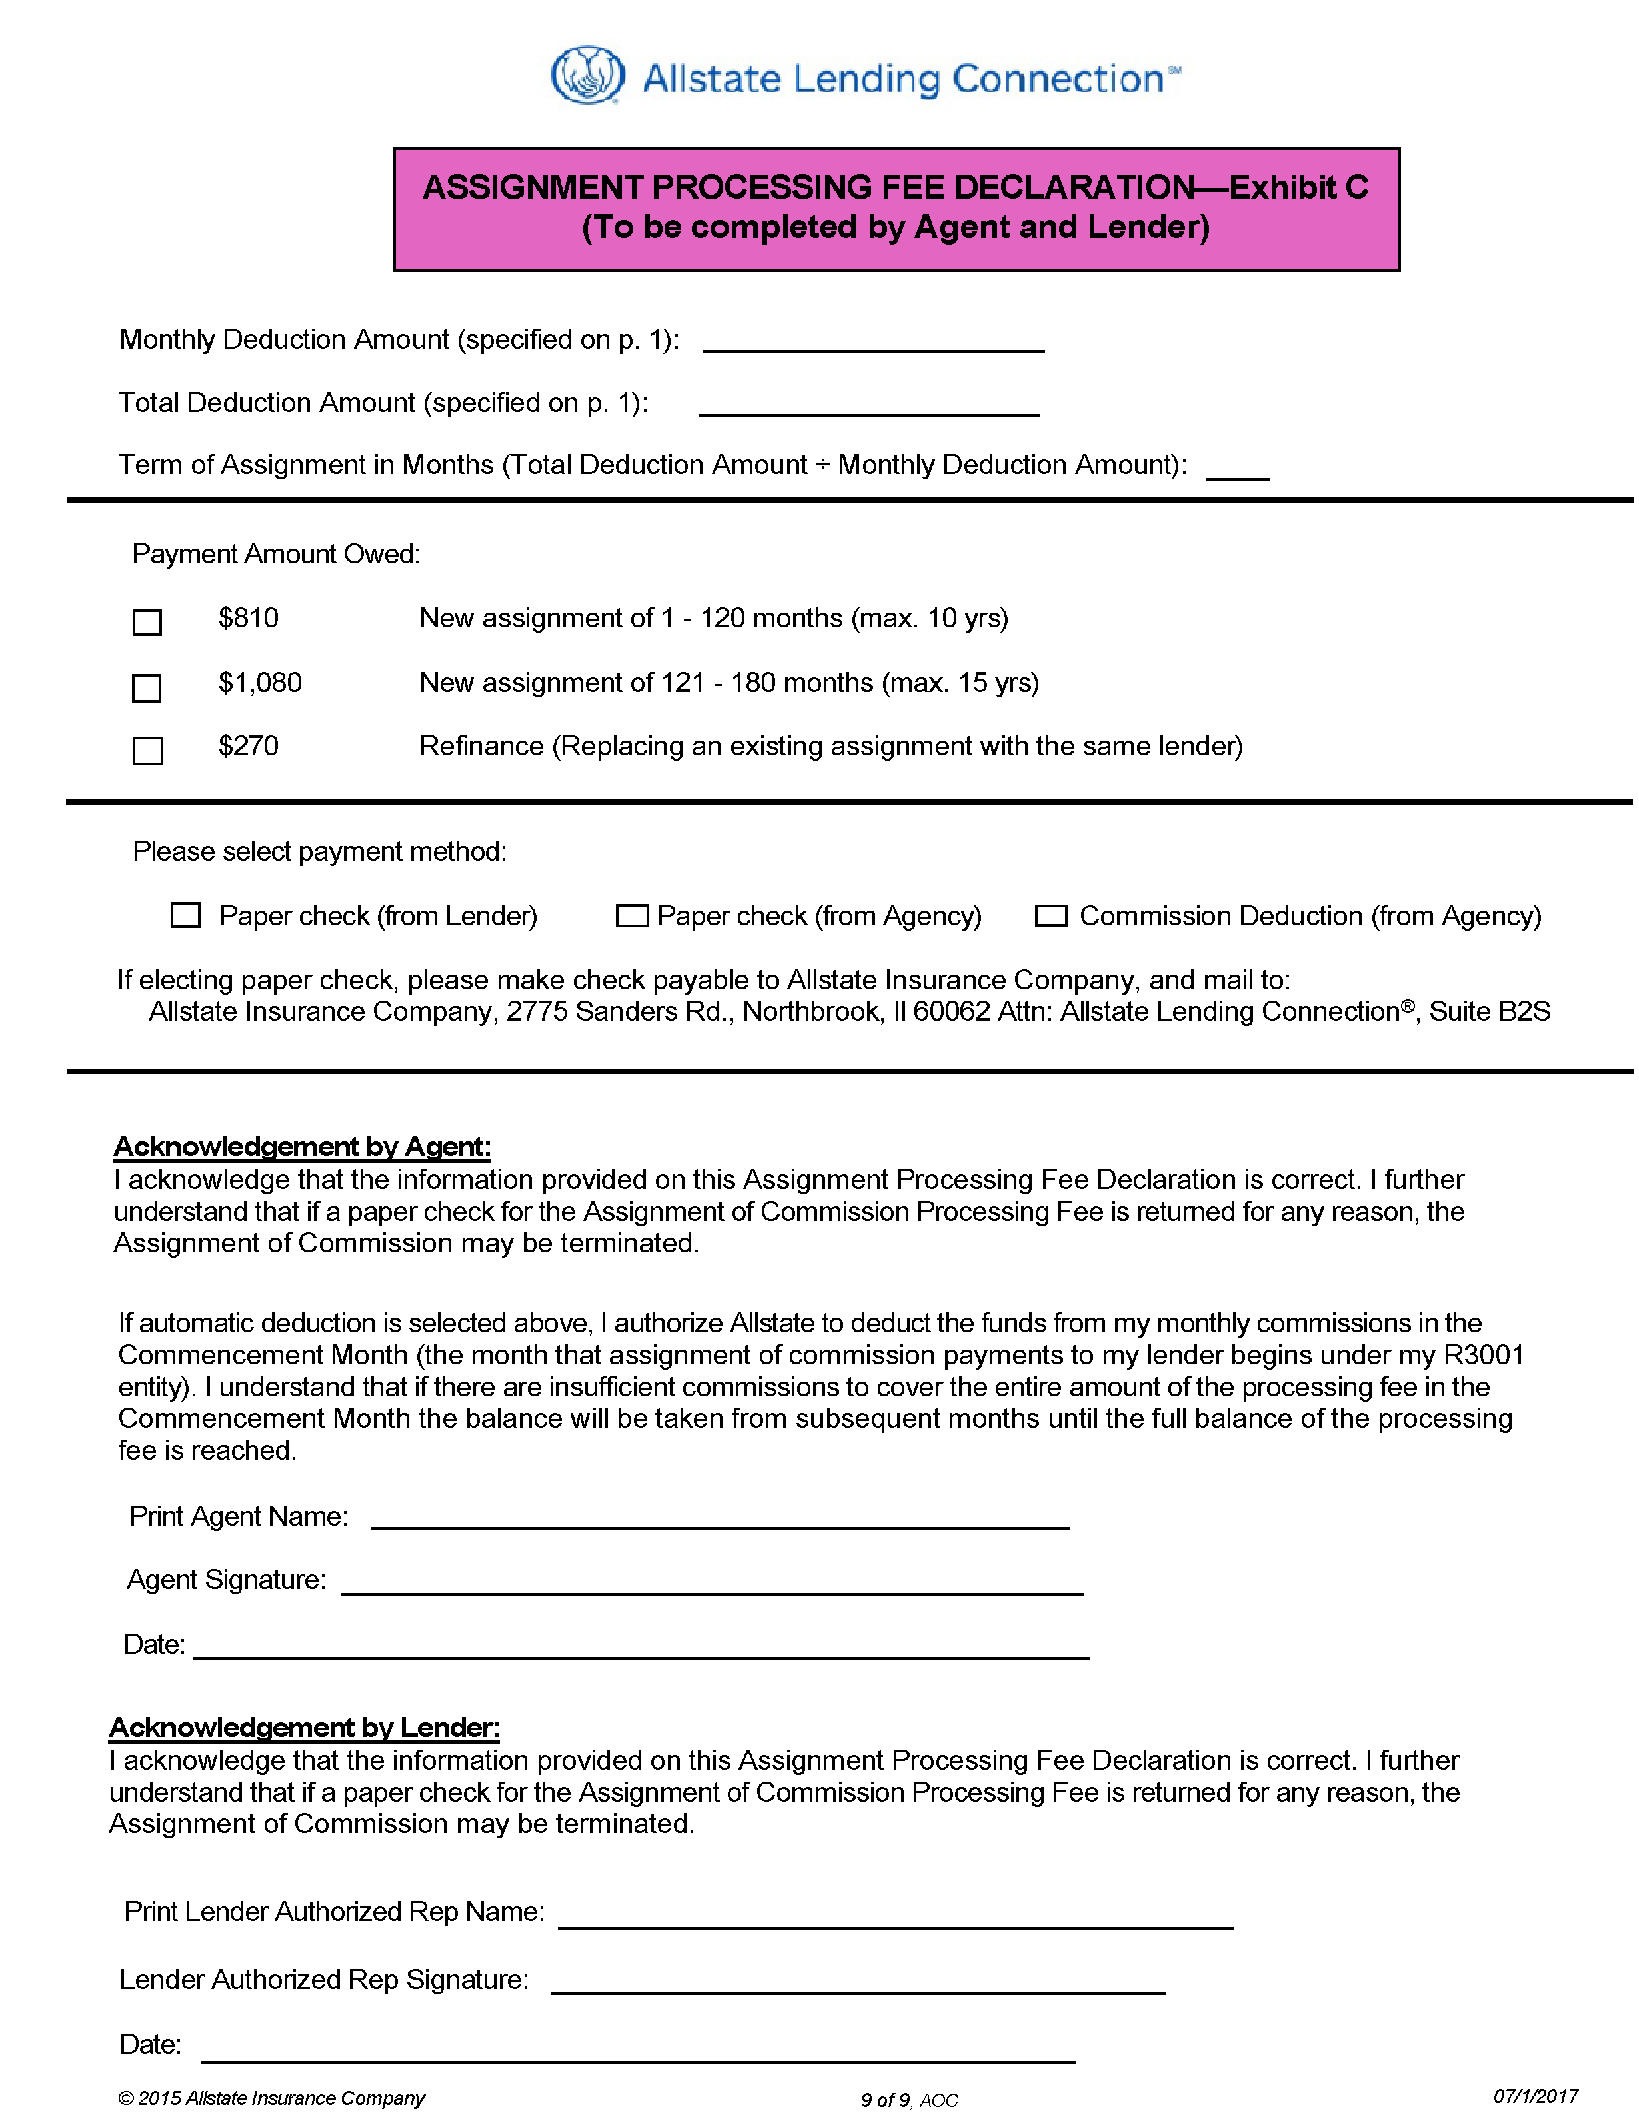 Allstate Lending Connection℠
ASSIGNMENT PROCESSING FEE DECLARATION—Exhibit C
(To be completed by Agent and Lender)
Monthly Deduction Amount (specified on p. 1):
Total Deduction Amount (specified on p. 1):
Term of Assignment in Months (Total Deduction Amount ÷ Monthly Deduction Amount):
Payment Amount Owed:
$810 New assignment of 1 - 120 months (max. 10 yrs)
$1,080 New assignment of 121 - 180 months (max. 15 yrs)
$270 Refinance (Replacing an existing assignment with the same lender)
Please select payment method:
Paper check (from Lender) Paper check (from Agency) Commission Deduction (from Agency)
If electing paper check, please make check payable to Allstate Insurance Company, and mail to:
Allstate Insurance Company, 2775 Sanders Rd., Northbrook, Il 60062 Attn: Allstate Lending Connection®, Suite B2S
Acknowledgement by Agent:
I acknowledge that the information provided on this Assignment Processing Fee Declaration is correct. I further
understand that if a paper check for the Assignment of Commission Processing Fee is returned for any reason, the
Assignment of Commission may be terminated.
If automatic deduction is selected above, I authorize Allstate to deduct the funds from my monthly commissions in the
Commencement Month (the month that assignment of commission payments to my lender begins under my R3001
entity). I understand that if there are insufficient commissions to cover the entire amount of the processing fee in the
Commencement Month the balance will be taken from subsequent months until the full balance of the processing
fee is reached.
Print Agent Name:
Agent Signature:
Date:
Acknowledgement by Lender:
I acknowledge that the information provided on this Assignment Processing Fee Declaration is correct. I further
understand that if a paper check for the Assignment of Commission Processing Fee is returned for any reason, the
Assignment of Commission may be terminated.
Print Lender Authorized Rep Name:
Lender Authorized Rep Signature:
Date:
© 2015 Allstate Insurance Company 9 of 9, AOC 07/1/2017